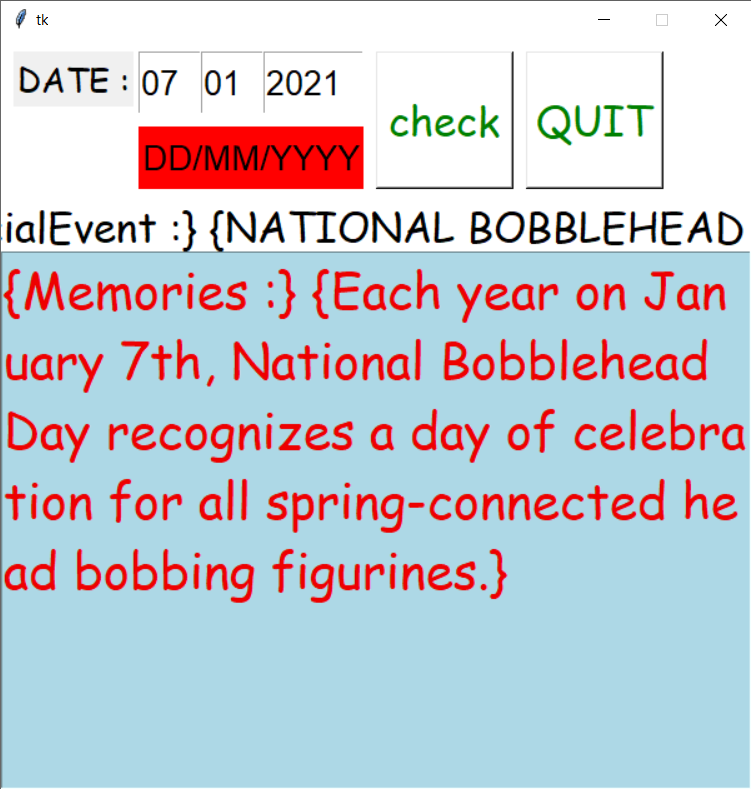 tk
DATE : 07 01 2021 check QUIT
DD/MM/YYYY
ialEvent :} {NATIONAL BOBBLEHEAD
{Memories :} {Each year on Jan
uary 7th, National Bobblehead
Day recognizes a day of celebra
tion for all spring-connected he
ad bobbing figurines.}